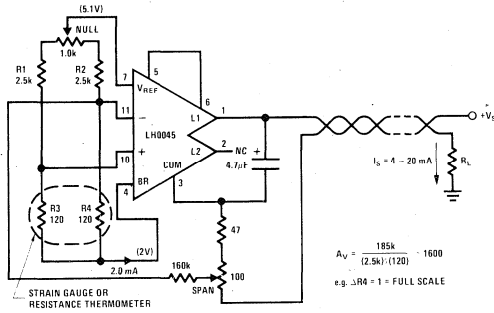 (5.1V)
NULL
1.0k
R1
2.5k
R2
2.5k
5
7
VREF
6
11
−
L1
1
LH0045
10
+
L2
2
NC
+
4.7μF
COM
3
4
BR
+VS
IS = 4 – 20 mA
RL
R3
120
R4
120
(2V)
2.0 mA
47
160k
100
SPAN
STRAIN GAUGE OR
RESISTANCE THERMOMETER
AV = 185k / (2.5k) (120) 1600
e.g. ΔR4 = 1 = FULL SCALE